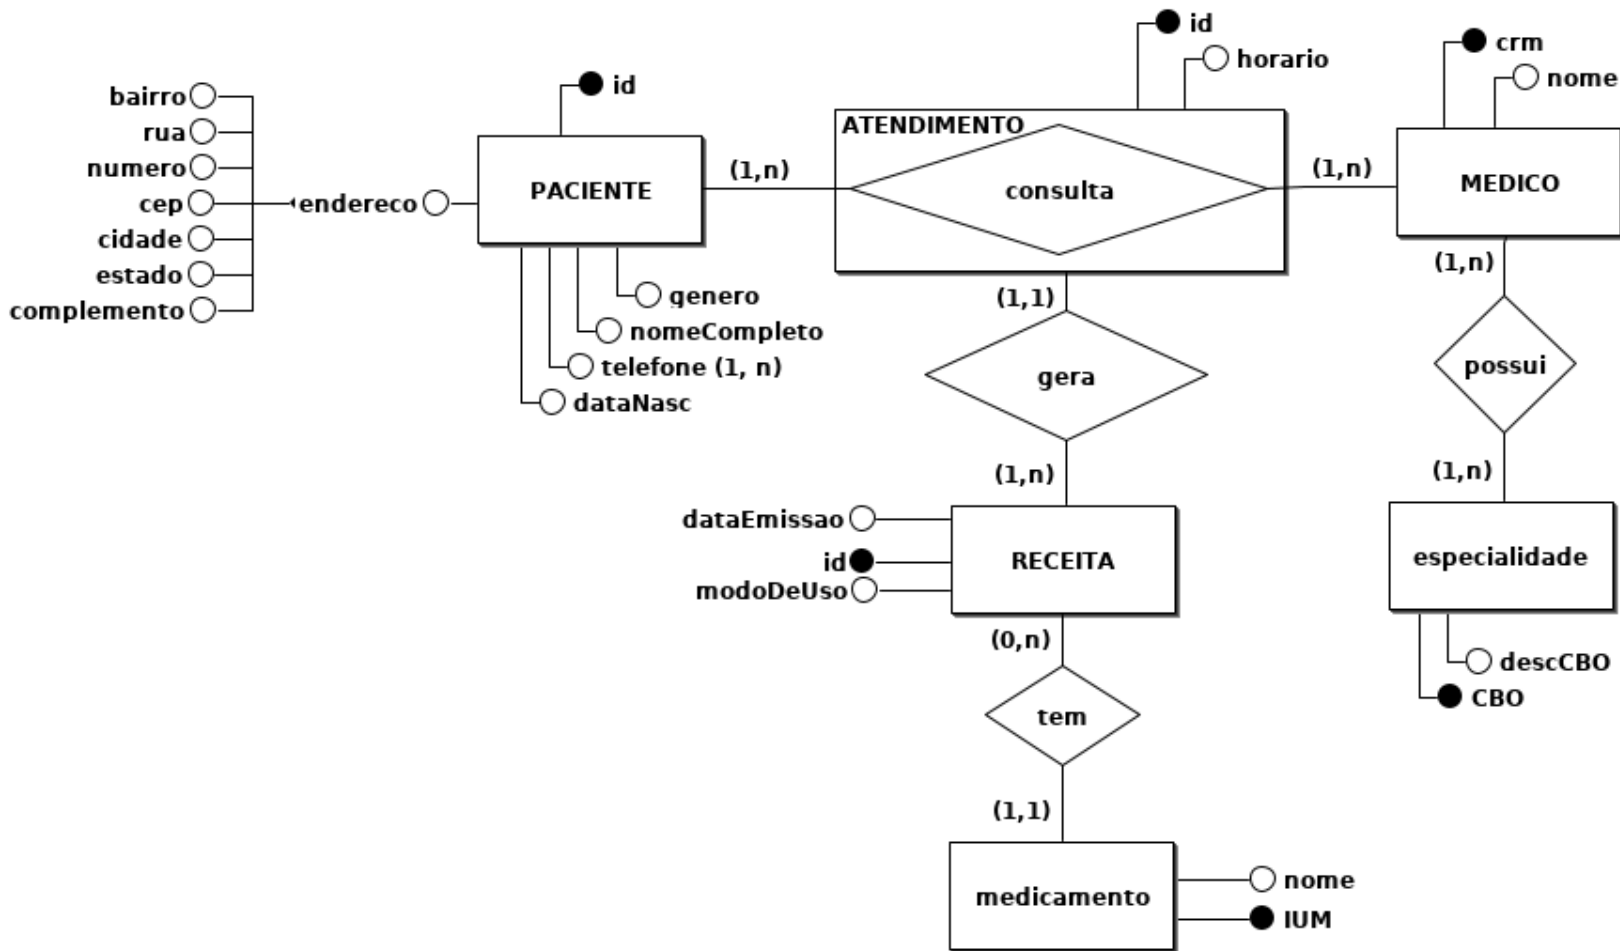 bairro
rua
numero
cep
cidade
estado
complemento
endereco
id
PACIENTE
genero
nomeCompleto
telefone (1, n)
dataNasc
(1,n)
id
horario
ATENDIMENTO
consulta
(1,n)
crm
nome
MEDICO
(1,1)
gera
(1,n)
dataEmissao
id
modoDeUso
RECEITA
(0,n)
tem
(1,1)
medicamento
nome
IUM
(1,n)
possui
(1,n)
especialidade
descCBO
CBO